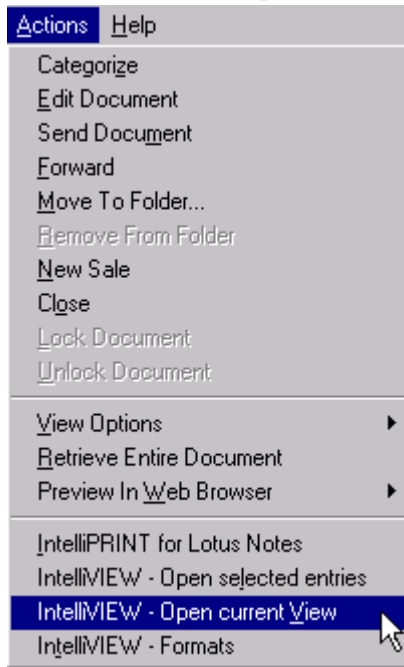 Actions Help
Categorize
Edit Document
Send Document
Forward
Move To Folder...
Remove From Folder
New Sale
Close
Lock Document
Unlock Document
View Options
Retrieve Entire Document
Preview In Web Browser
IntelliPRINT for Lotus Notes
IntelliVIEW - Open selected entries
IntelliVIEW - Open current View
IntelliVIEW - Formats